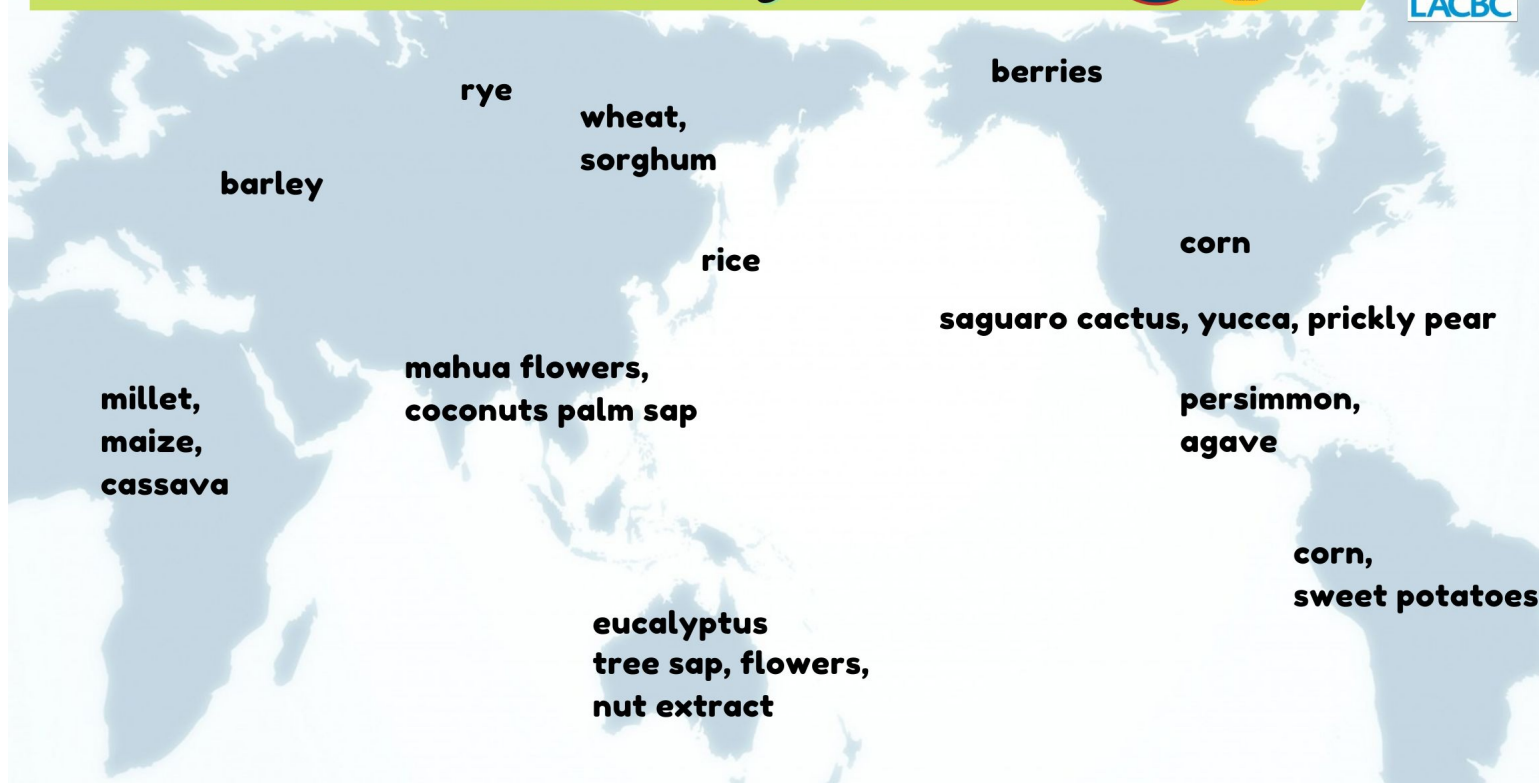 LACBC
rye
berries
wheat,
sorghum
barley
corn
rice
saguaro cactus, yucca, prickly pear
mahua flowers,
coconuts palm sap
millet,
maize,
cassava
persimmon,
agave
corn,
sweet potatoes
eucalyptus
tree sap, flowers,
nut extract